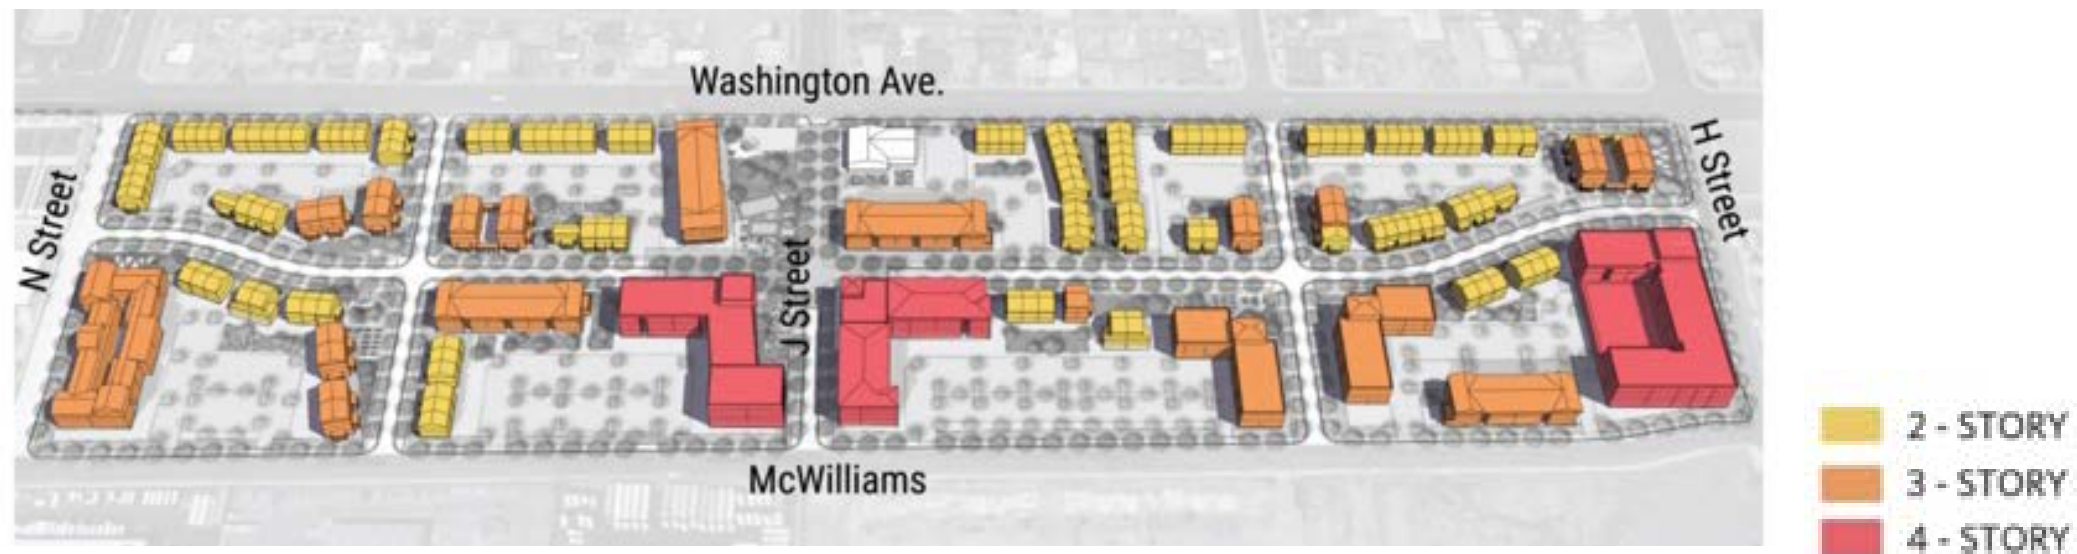 Washington Ave.
N Street
J Street
H Street
McWilliams
2 - STORY
3 - STORY
4 - STORY